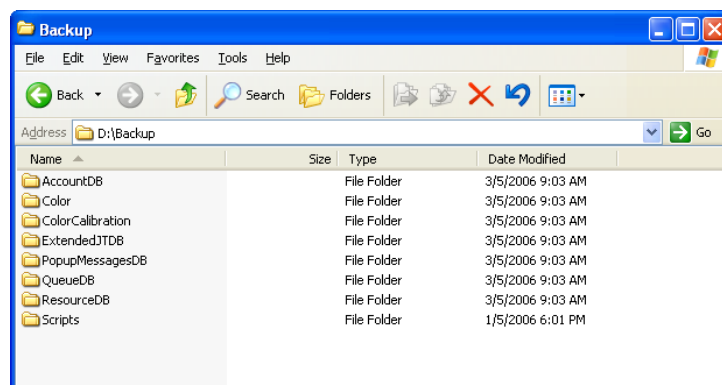 Backup
File Edit View Favorites Tools Help
Back Search Folders
Address D:\Backup Go
Name Size Type Date Modified
AccountDB File Folder 3/5/2006 9:03 AM
Color File Folder 3/5/2006 9:03 AM
ColorCalibration File Folder 3/5/2006 9:03 AM
ExtendedJTDB File Folder 3/5/2006 9:03 AM
PopupMessagesDB File Folder 3/5/2006 9:03 AM
QueueDB File Folder 3/5/2006 9:03 AM
ResourceDB File Folder 3/5/2006 9:03 AM
Scripts File Folder 1/5/2006 6:01 PM